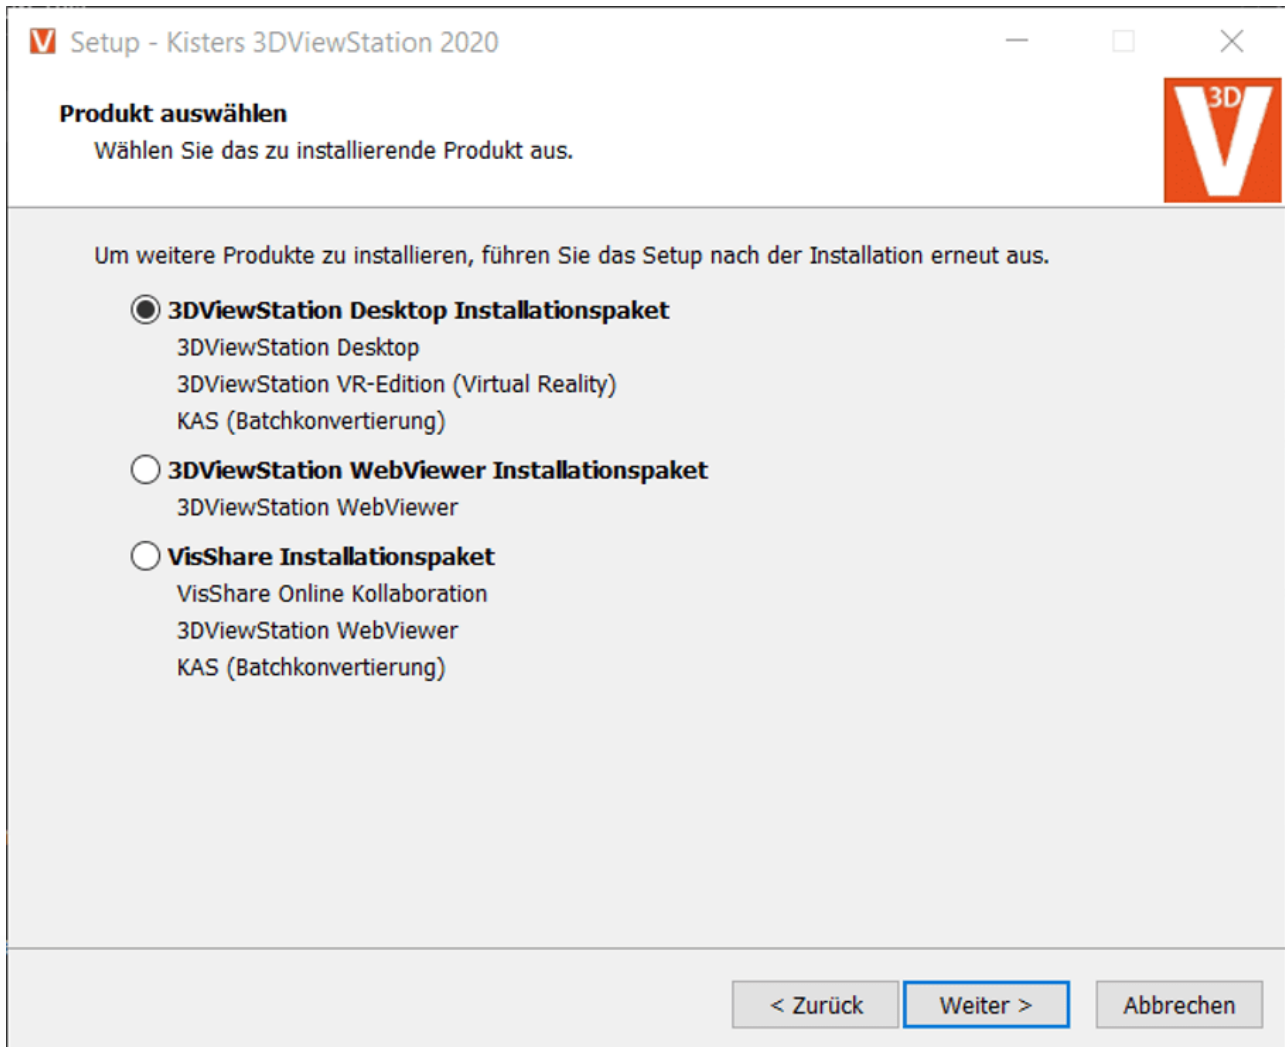 Setup - Kisters 3DViewStation 2020
Produkt auswählen
Wählen Sie das zu installierende Produkt aus.
3D
V
Um weitere Produkte zu installieren, führen Sie das Setup nach der Installation erneut aus.
3DViewStation Desktop Installationspaket
3DViewStation Desktop
3DViewStation VR-Edition (Virtual Reality)
KAS (Batchkonvertierung)
3DViewStation WebViewer Installationspaket
3DViewStation WebViewer
VisShare Installationspaket
VisShare Online Kollaboration
3DViewStation WebViewer
KAS (Batchkonvertierung)
< Zurück
Weiter >
Abbrechen